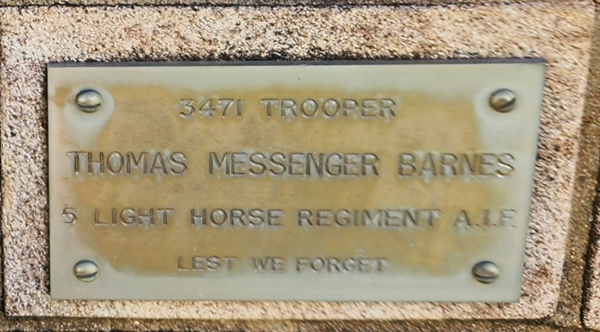 3471 TROOPER
THOMAS MESSENGER BARNES
5 LIGHT HORSE REGIMENT A.I.F.
LEST WE FORGET